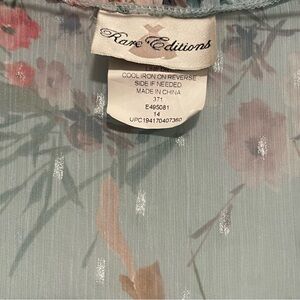 Rare Editions
COOL IRON ON REVERSE
SIDE IF NEEDED
MADE IN CHINA
371
E495081
14
UPC194170407360